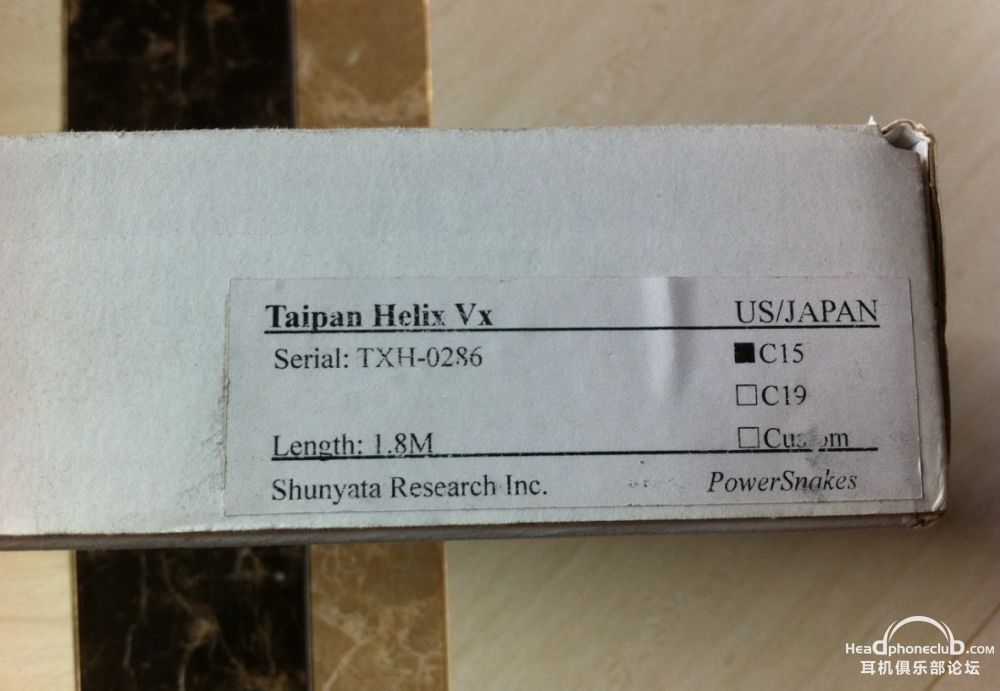 Taipan Helix Vx US/JAPAN
Serial: TXH-0286 ■C15
□C19
Length: 1.8M
Shunyata Research Inc. PowerSnakes
Headphoneclub.com
耳机俱乐部论坛